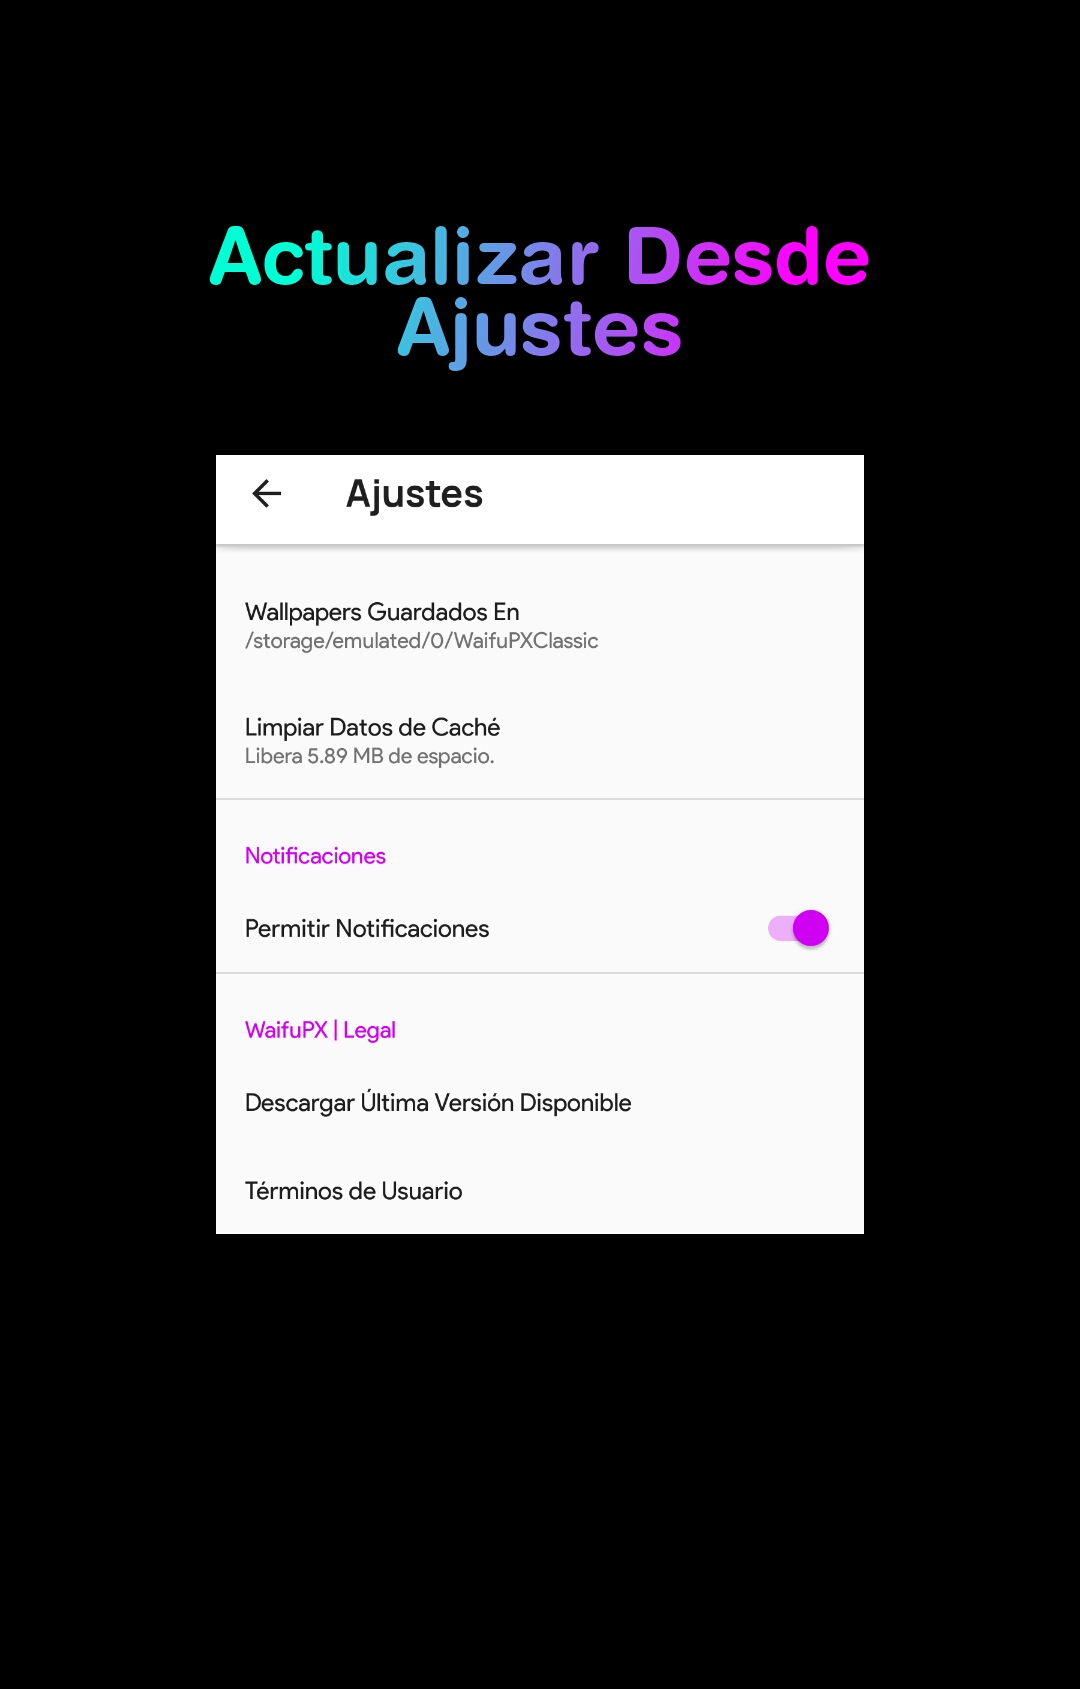 Actualizar Desde
Ajustes
Ajustes
Wallpapers Guardados En
/storage/emulated/0/WaifuPXClassic
Limpiar Datos de Caché
Libera 5.89 MB de espacio.
Notificaciones
Permitir Notificaciones
WaifuPX | Legal
Descargar Última Versión Disponible
Términos de Usuario